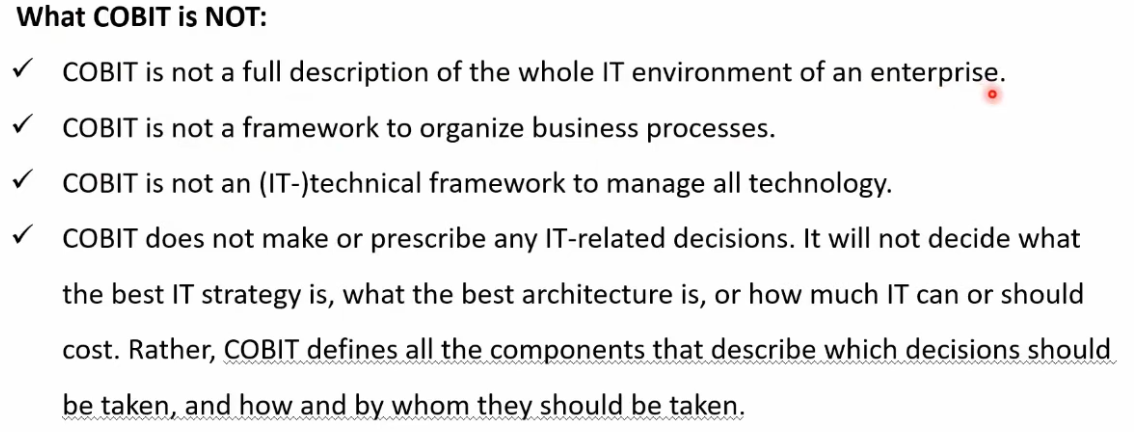 What COBIT is NOT:
✓ COBIT is not a full description of the whole IT environment of an enterprise.
✓ COBIT is not a framework to organize business processes.
✓ COBIT is not an (IT-)technical framework to manage all technology.
✓ COBIT does not make or prescribe any IT-related decisions. It will not decide what
the best IT strategy is, what the best architecture is, or how much IT can or should
cost. Rather, COBIT defines all the components that describe which decisions should
be taken, and how and by whom they should be taken.